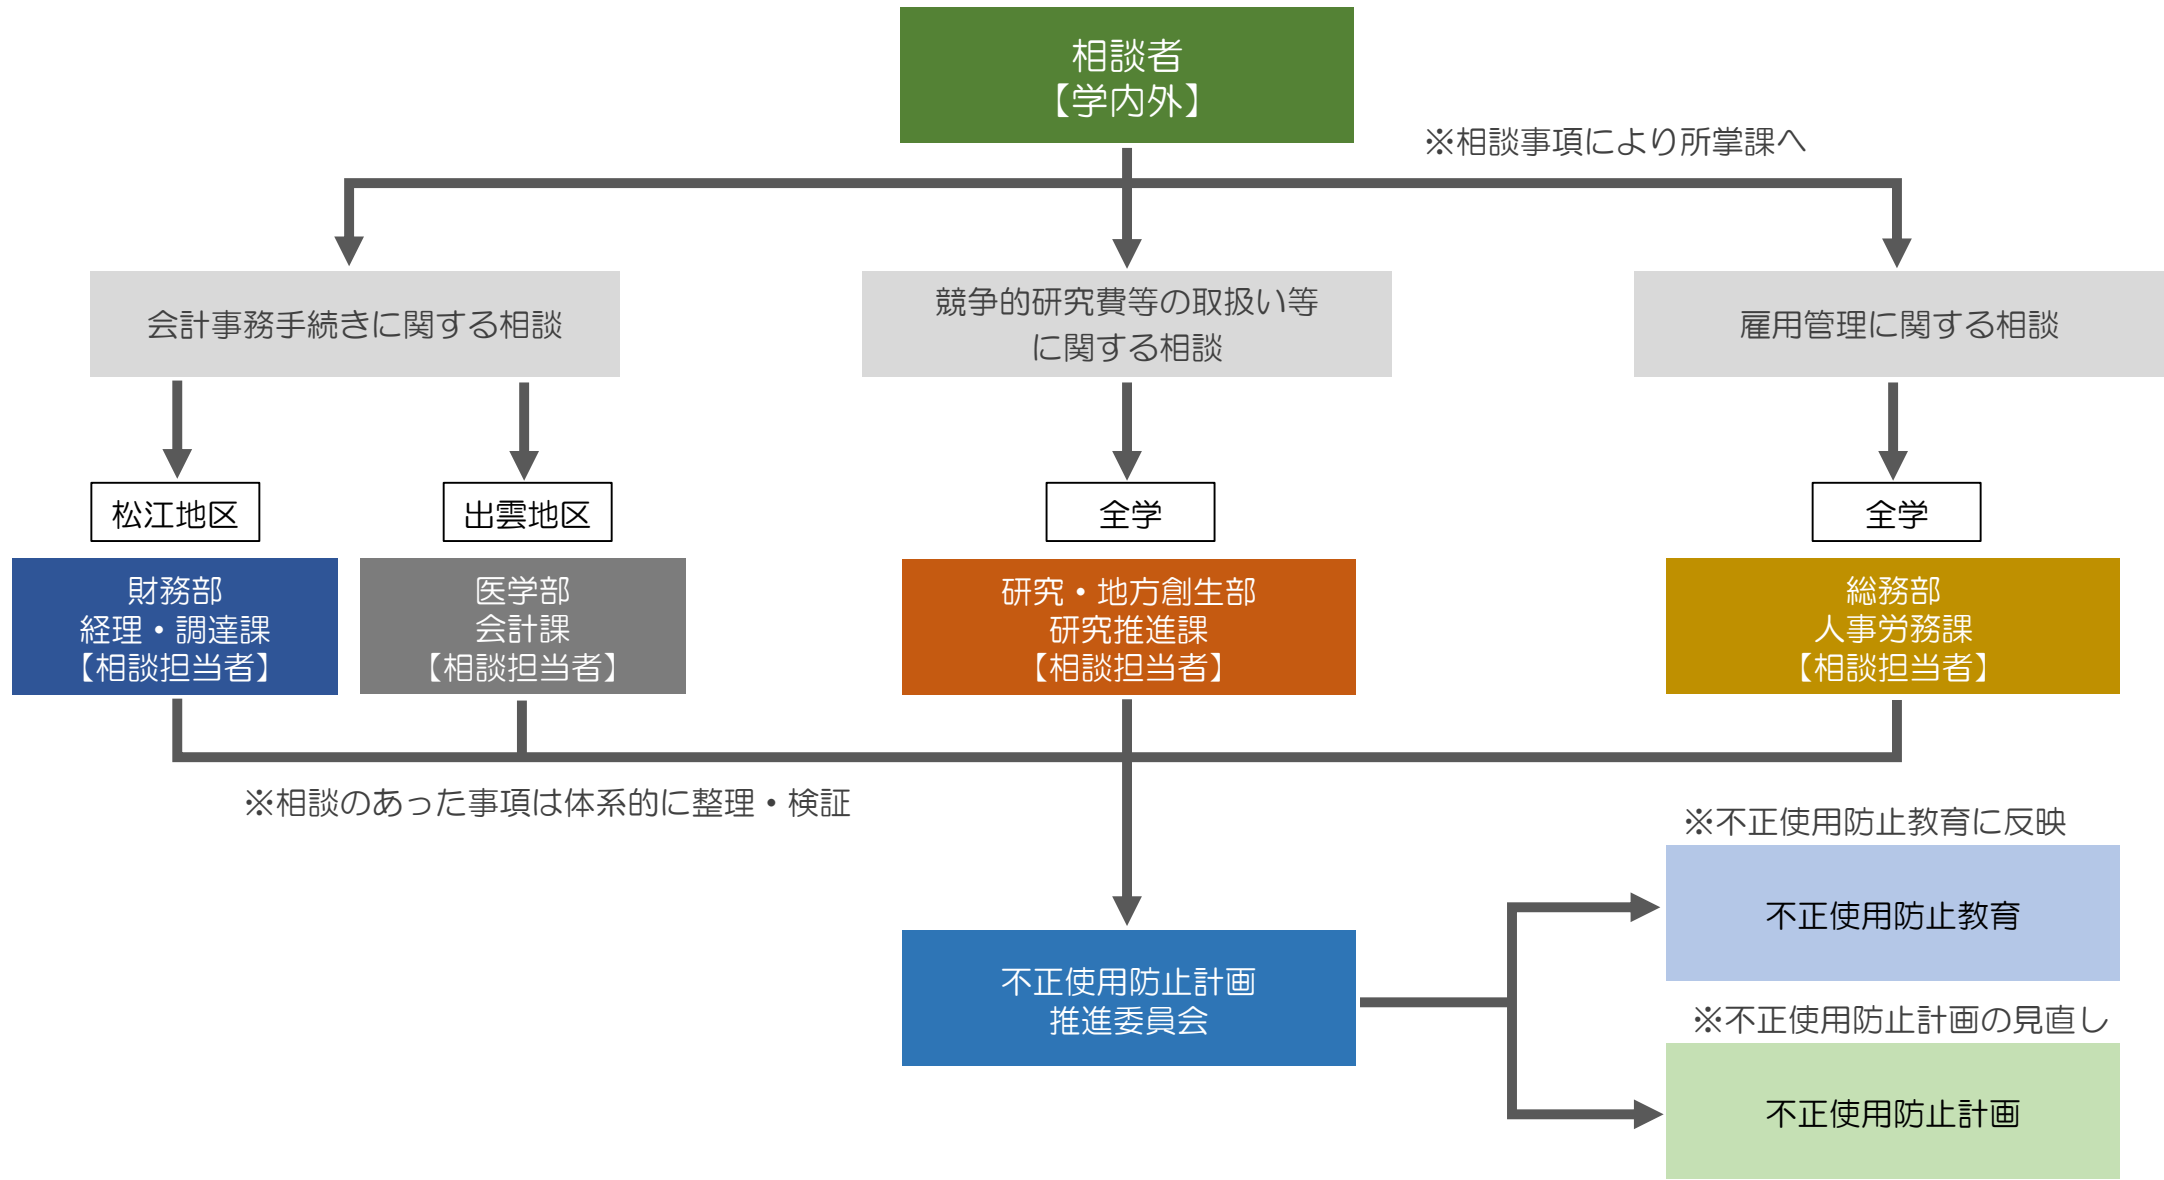 相談者
【学内外】
※相談事項により所掌課へ
会計事務手続きに関する相談
競争的研究費等の取扱い等
に関する相談
雇用管理に関する相談
松江地区
出雲地区
全学
全学
財務部
経理・調達課
【相談担当者】
医学部
会計課
【相談担当者】
研究・地方創生部
研究推進課
【相談担当者】
総務部
人事労務課
【相談担当者】
※相談のあった事項は体系的に整理・検証
※不正使用防止教育に反映
不正使用防止教育
不正使用防止計画
推進委員会
※不正使用防止計画の見直し
不正使用防止計画